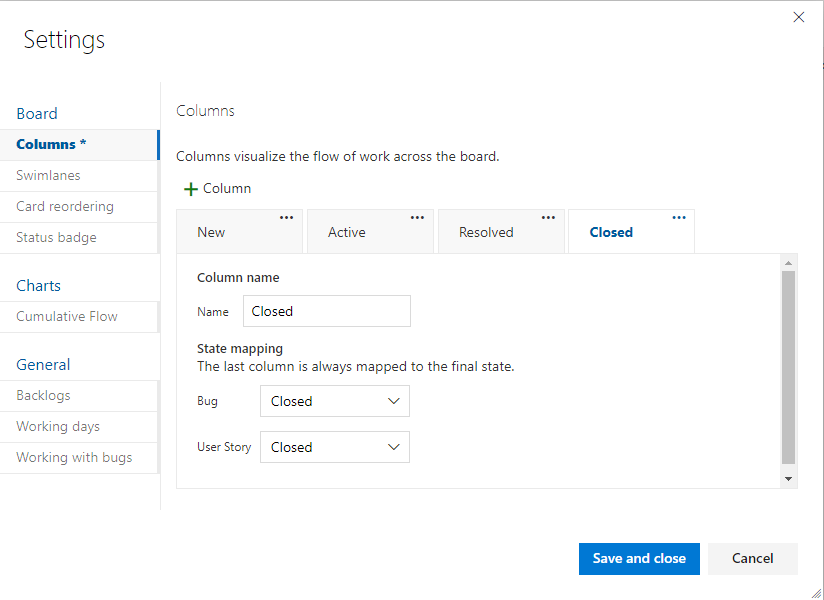 Settings
Board
Columns *
Swimlanes
Card reordering
Status badge
Charts
Cumulative Flow
General
Backlogs
Working days
Working with bugs
Columns
Columns visualize the flow of work across the board.
+ Column
New ... Active ... Resolved ... Closed ...
Column name
Name Closed
State mapping
The last column is always mapped to the final state.
Bug Closed
User Story Closed
Save and close Cancel